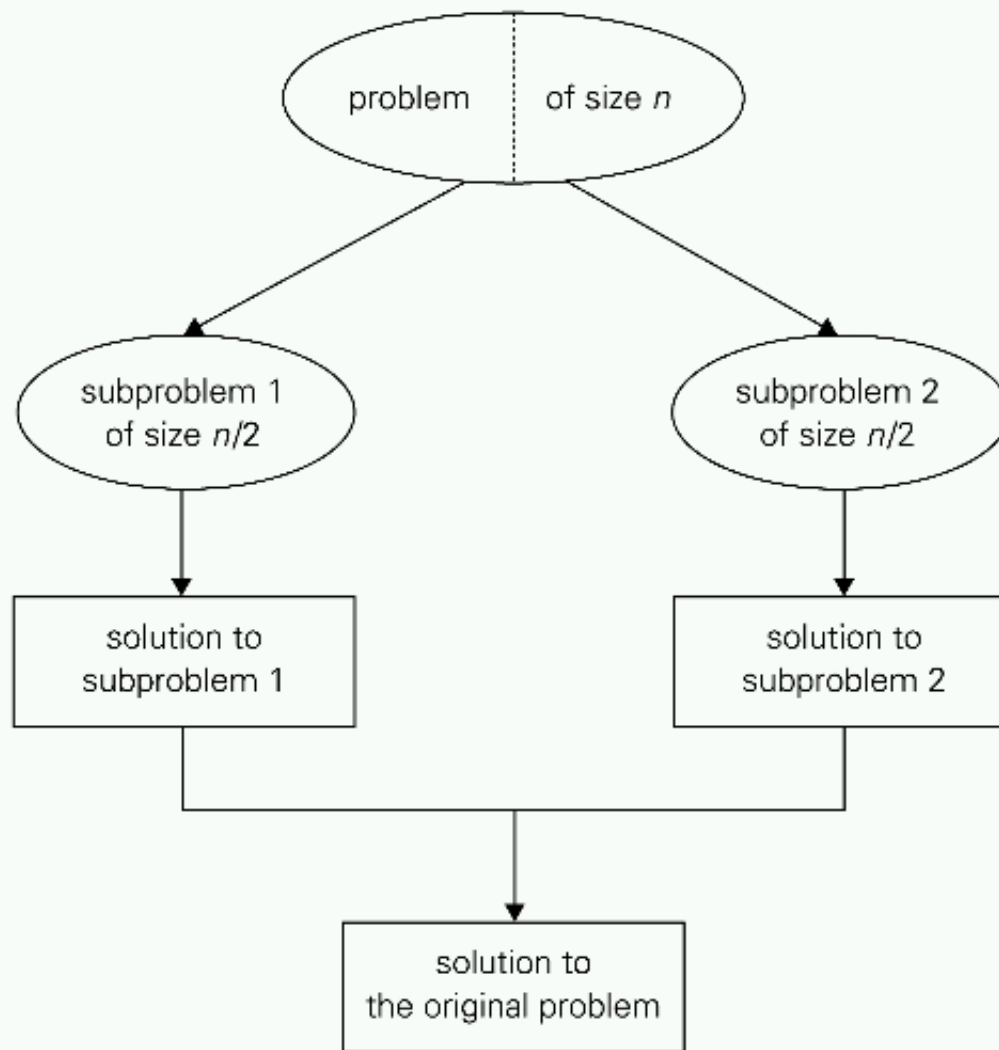 problem of size n
subproblem 1
of size n/2
subproblem 2
of size n/2
solution to
subproblem 1
solution to
subproblem 2
solution to
the original problem